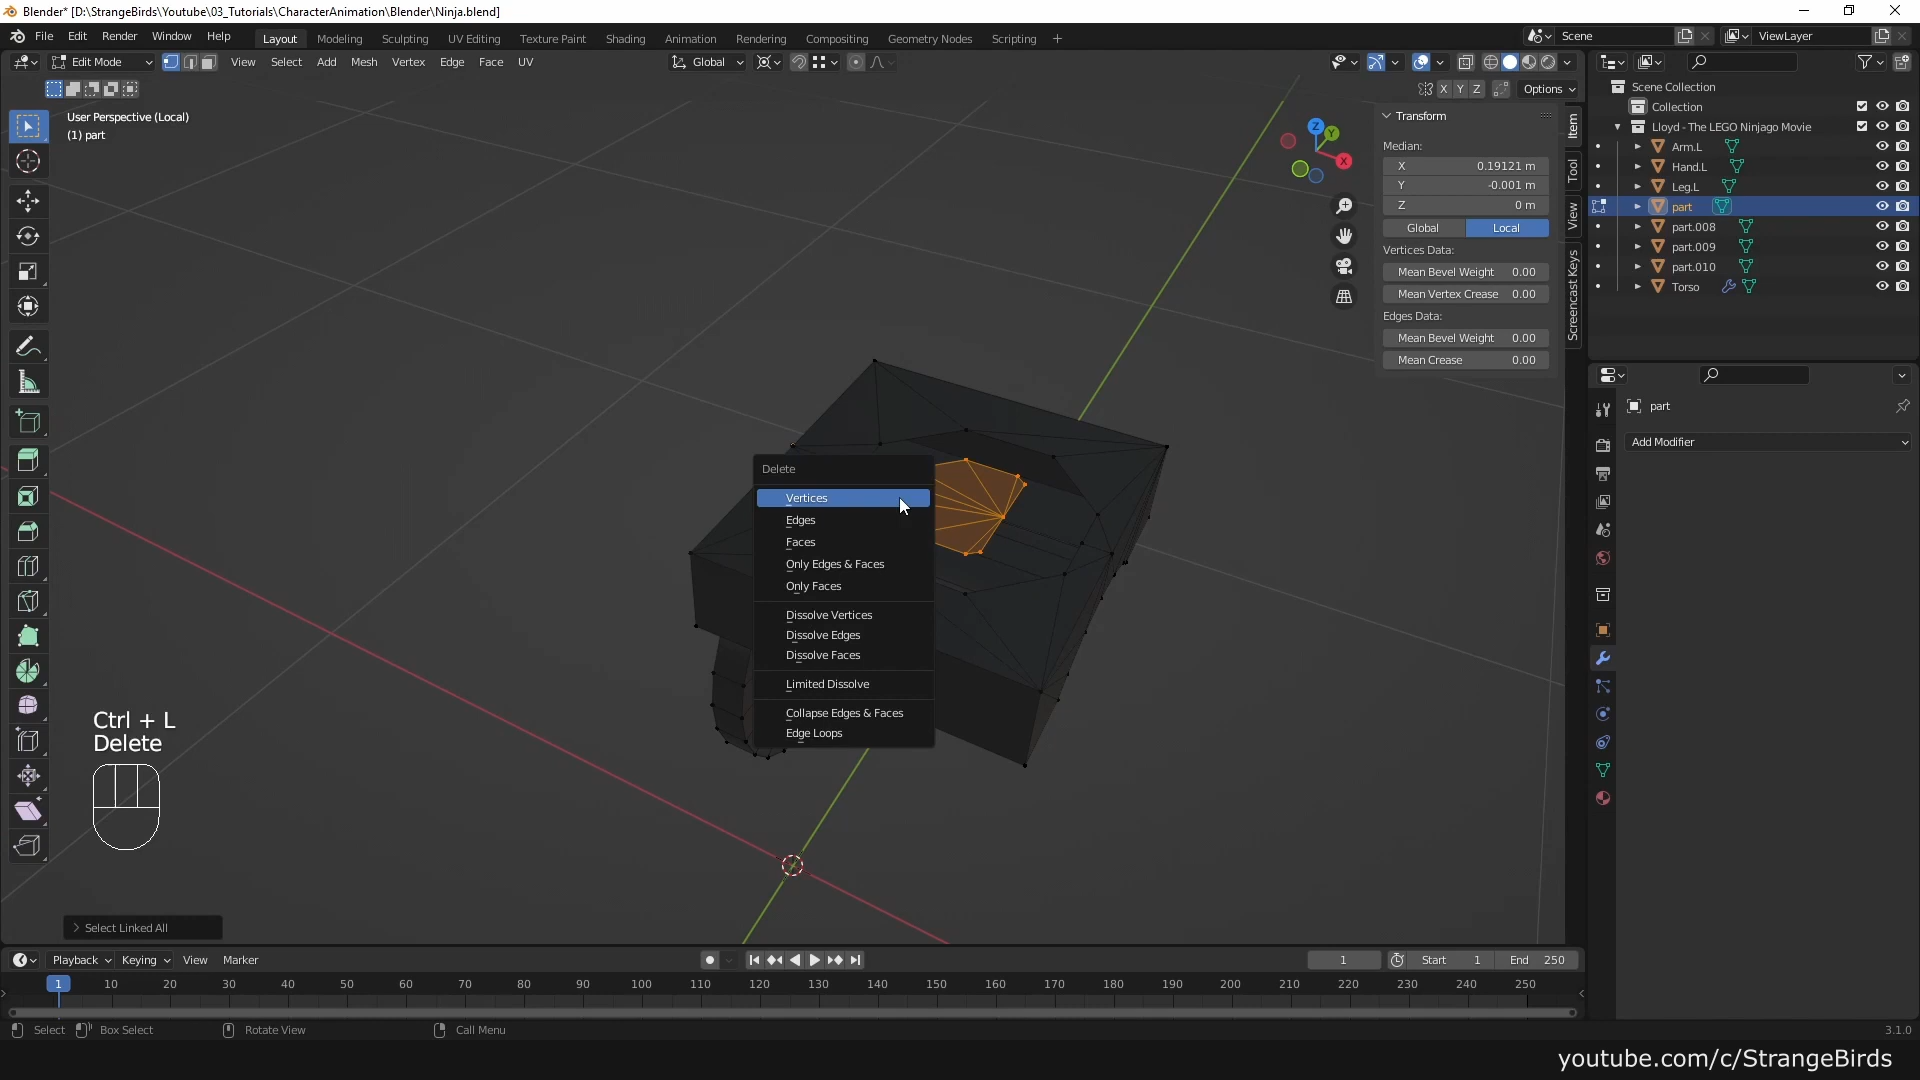 Blender* [D:\StrangeBirds\Youtube\03_Tutorials\CharacterAnimation\Blender\Ninja.blend]
File Edit Render Window Help Layout Modeling Sculpting UV Editing Texture Paint Shading Animation Rendering Compositing Geometry Nodes Scripting + Scene ViewLayer
Edit Mode View Select Add Mesh Vertex Edge Face UV Global
X Y Z Options
User Perspective (Local)
(1) part
Z
Y
X
Transform
Median:
X 0.19121 m
Y -0.001 m
Z 0 m
Global Local
Vertices Data:
Mean Bevel Weight 0.00
Mean Vertex Crease 0.00
Edges Data:
Mean Bevel Weight 0.00
Mean Crease 0.00
Item
Tool
View
Screencast Keys
Scene Collection
Collection
Lloyd - The LEGO Ninjago Movie
Arm.L
Hand.L
Leg.L
part
part.008
part.009
part.010
Torso
part
Add Modifier
Delete
Vertices
Edges
Faces
Only Edges & Faces
Only Faces
Dissolve Vertices
Dissolve Edges
Dissolve Faces
Limited Dissolve
Collapse Edges & Faces
Edge Loops
Ctrl + L
Delete
Select Linked All
Playback Keying View Marker 1 Start 1 End 250
1 10 20 30 40 50 60 70 80 90 100 110 120 130 140 150 160 170 180 190 200 210 220 230 240 250
Select Box Select Rotate View Call Menu 3.1.0
youtube.com/c/StrangeBirds